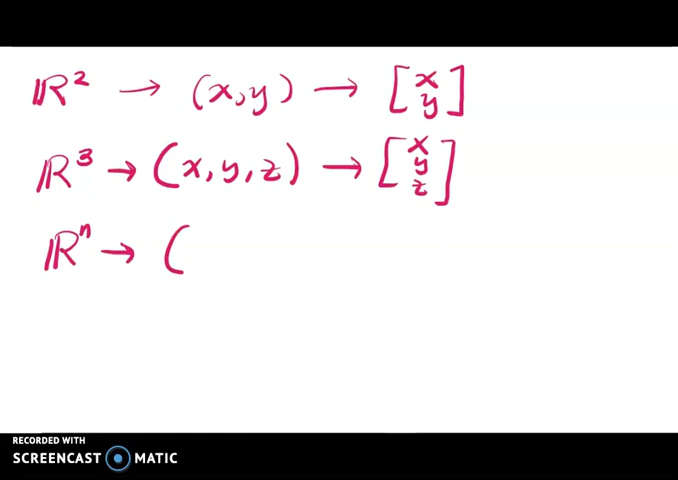 ℝ² → (x, y) → [x y]
ℝ³ → (x, y, z) → [x y z]
ℝⁿ → (
RECORDED WITH
SCREENCAST MATIC